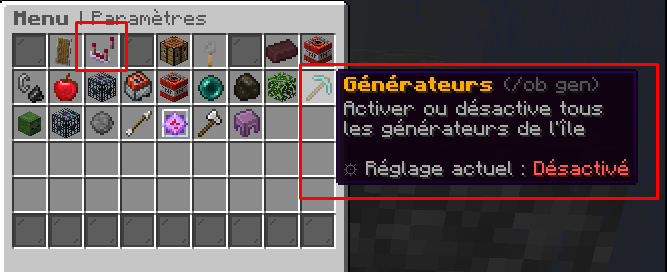 Menu | Paramètres
Générateurs (/ob gen)
Activer ou désactive tous
les générateurs de l'île
☼ Réglage actuel : Désactivé